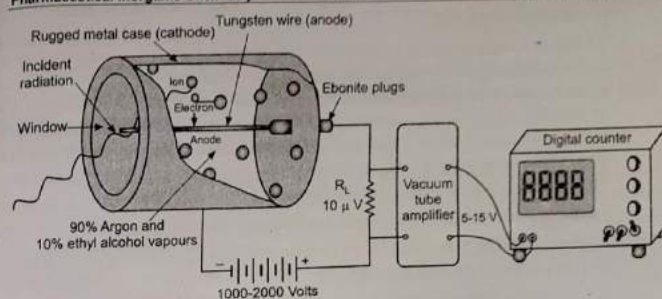 Tungsten wire (anode)
Rugged metal case (cathode)
Incident
radiation
Ion
Electron
Ebonite plugs
Window
Anode
Digital counter
8888
RL
10 μ V
Vacuum
tube
amplifier
5-15 V
90% Argon and
10% ethyl alcohol vapours
– +
1000-2000 Volts